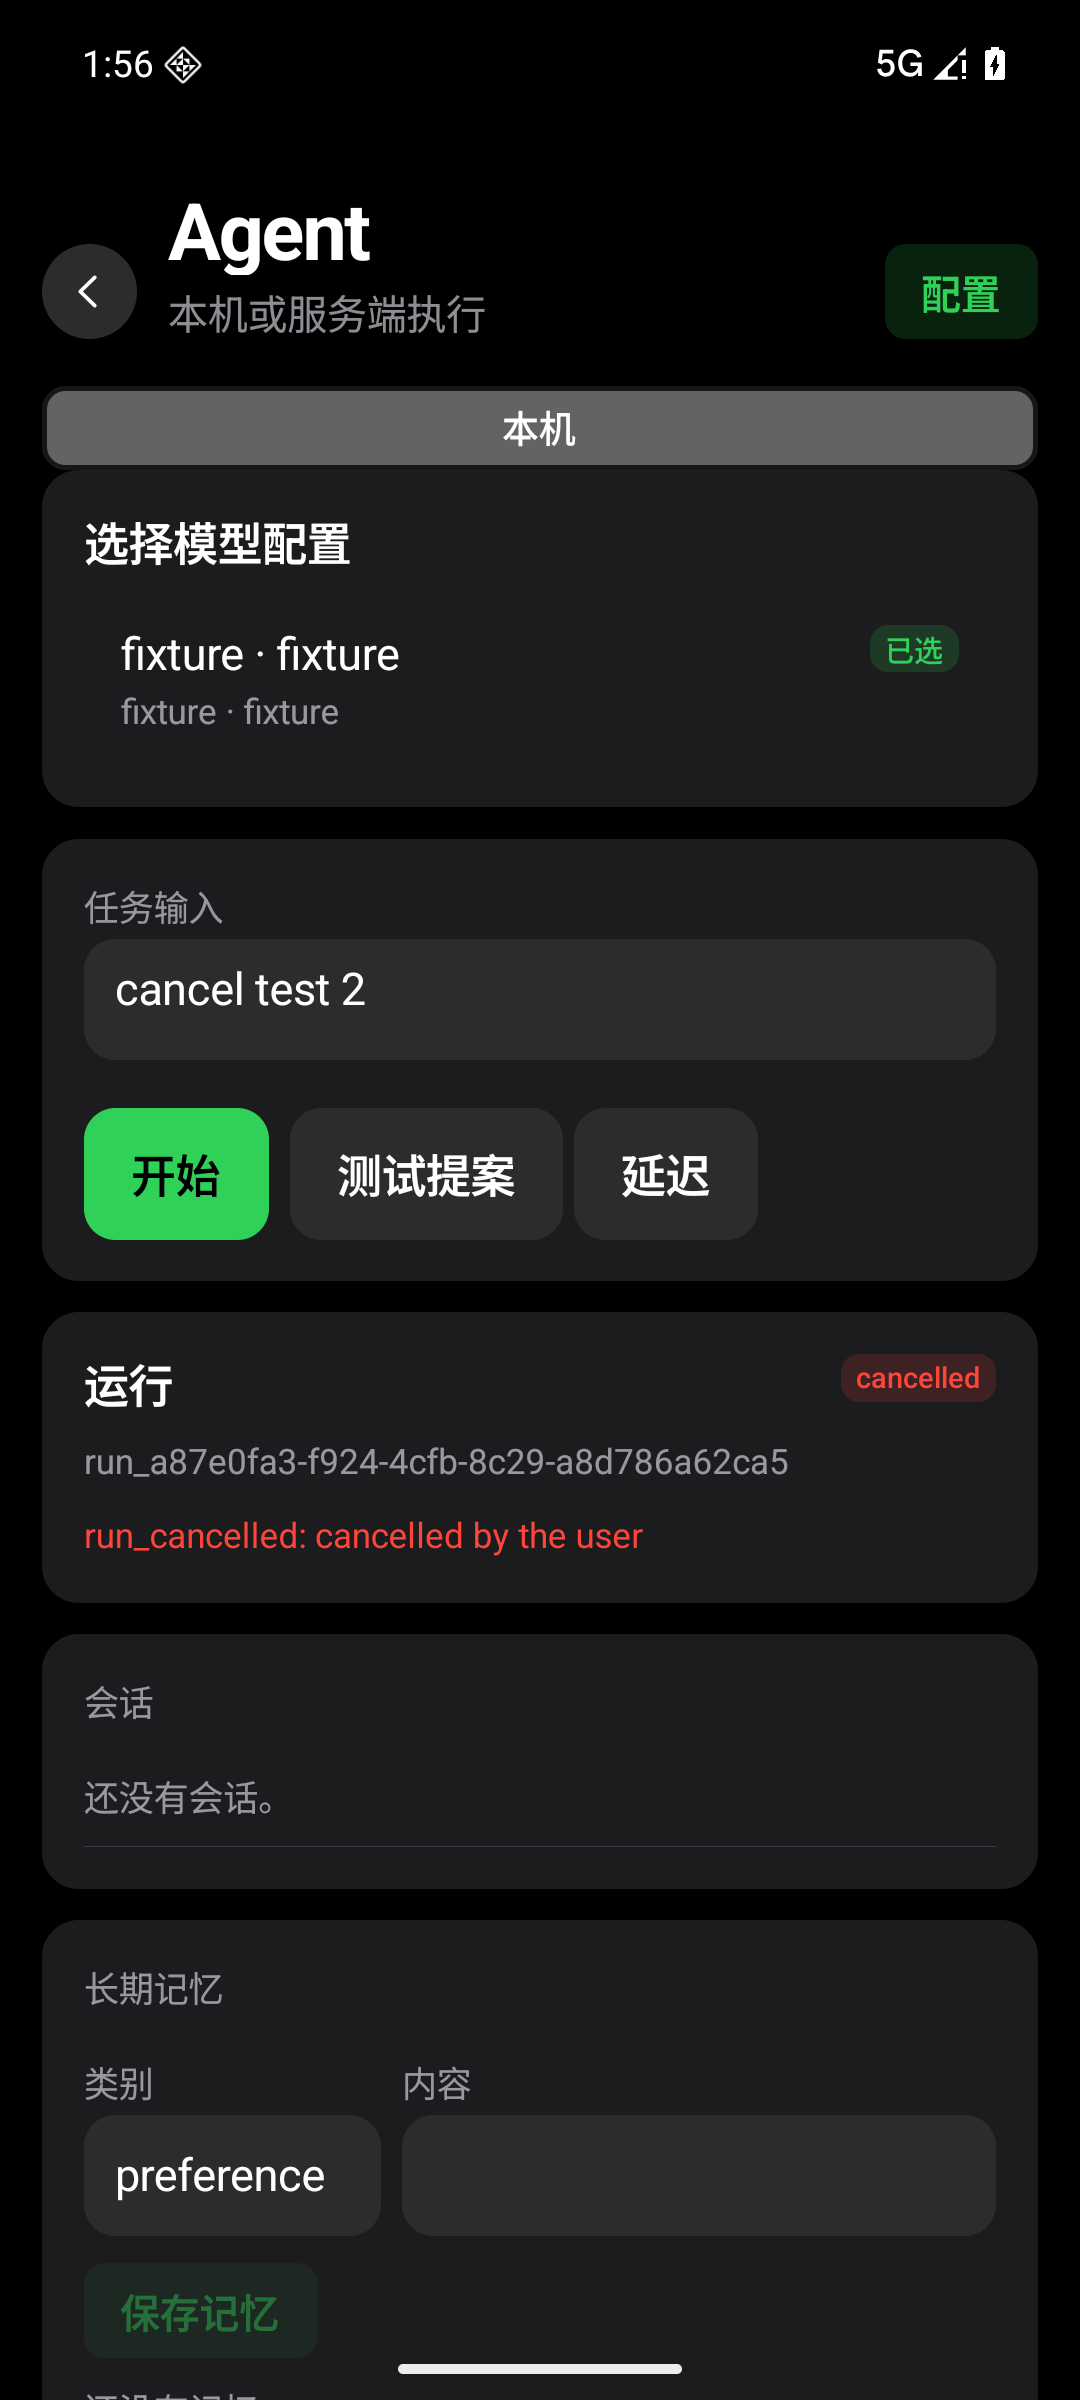 1:56
5G
Agent
本机或服务端执行
配置
本机
选择模型配置
fixture · fixture
已选
fixture · fixture
任务输入
cancel test 2
开始
测试提案
延迟
运行
cancelled
run_a87e0fa3-f924-4cfb-8c29-a8d786a62ca5
run_cancelled: cancelled by the user
会话
还没有会话。
长期记忆
类别
内容
preference
保存记忆